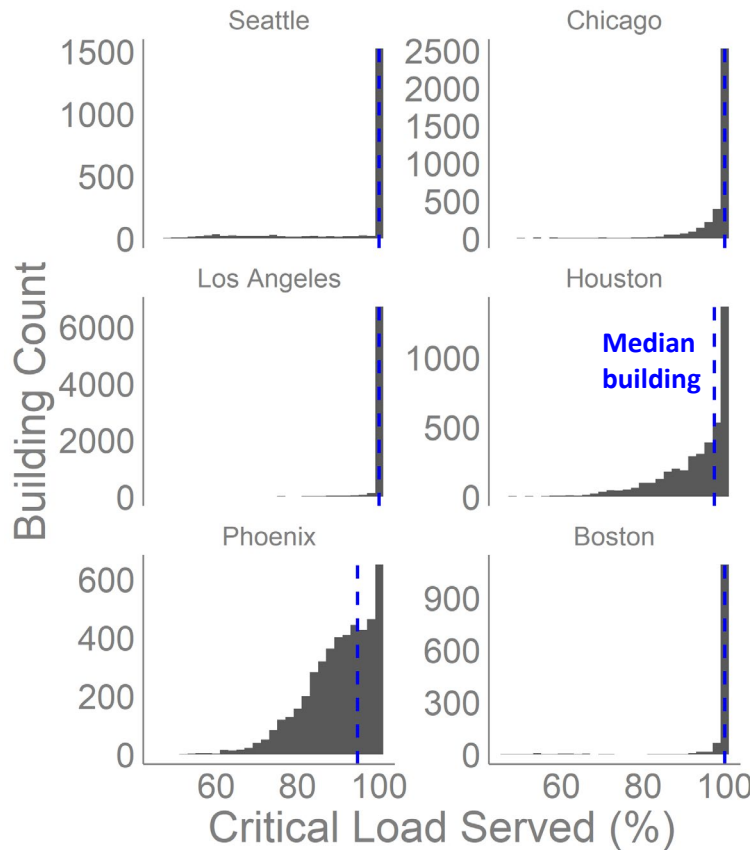 Seattle
Chicago
1500
1000
500
0
2500
2000
1500
1000
500
0
Los Angeles
Houston
6000
4000
2000
0
1000
500
0
Median
building
Phoenix
Boston
600
400
200
0
900
600
300
0
60 80 100
60 80 100
Building Count
Critical Load Served (%)